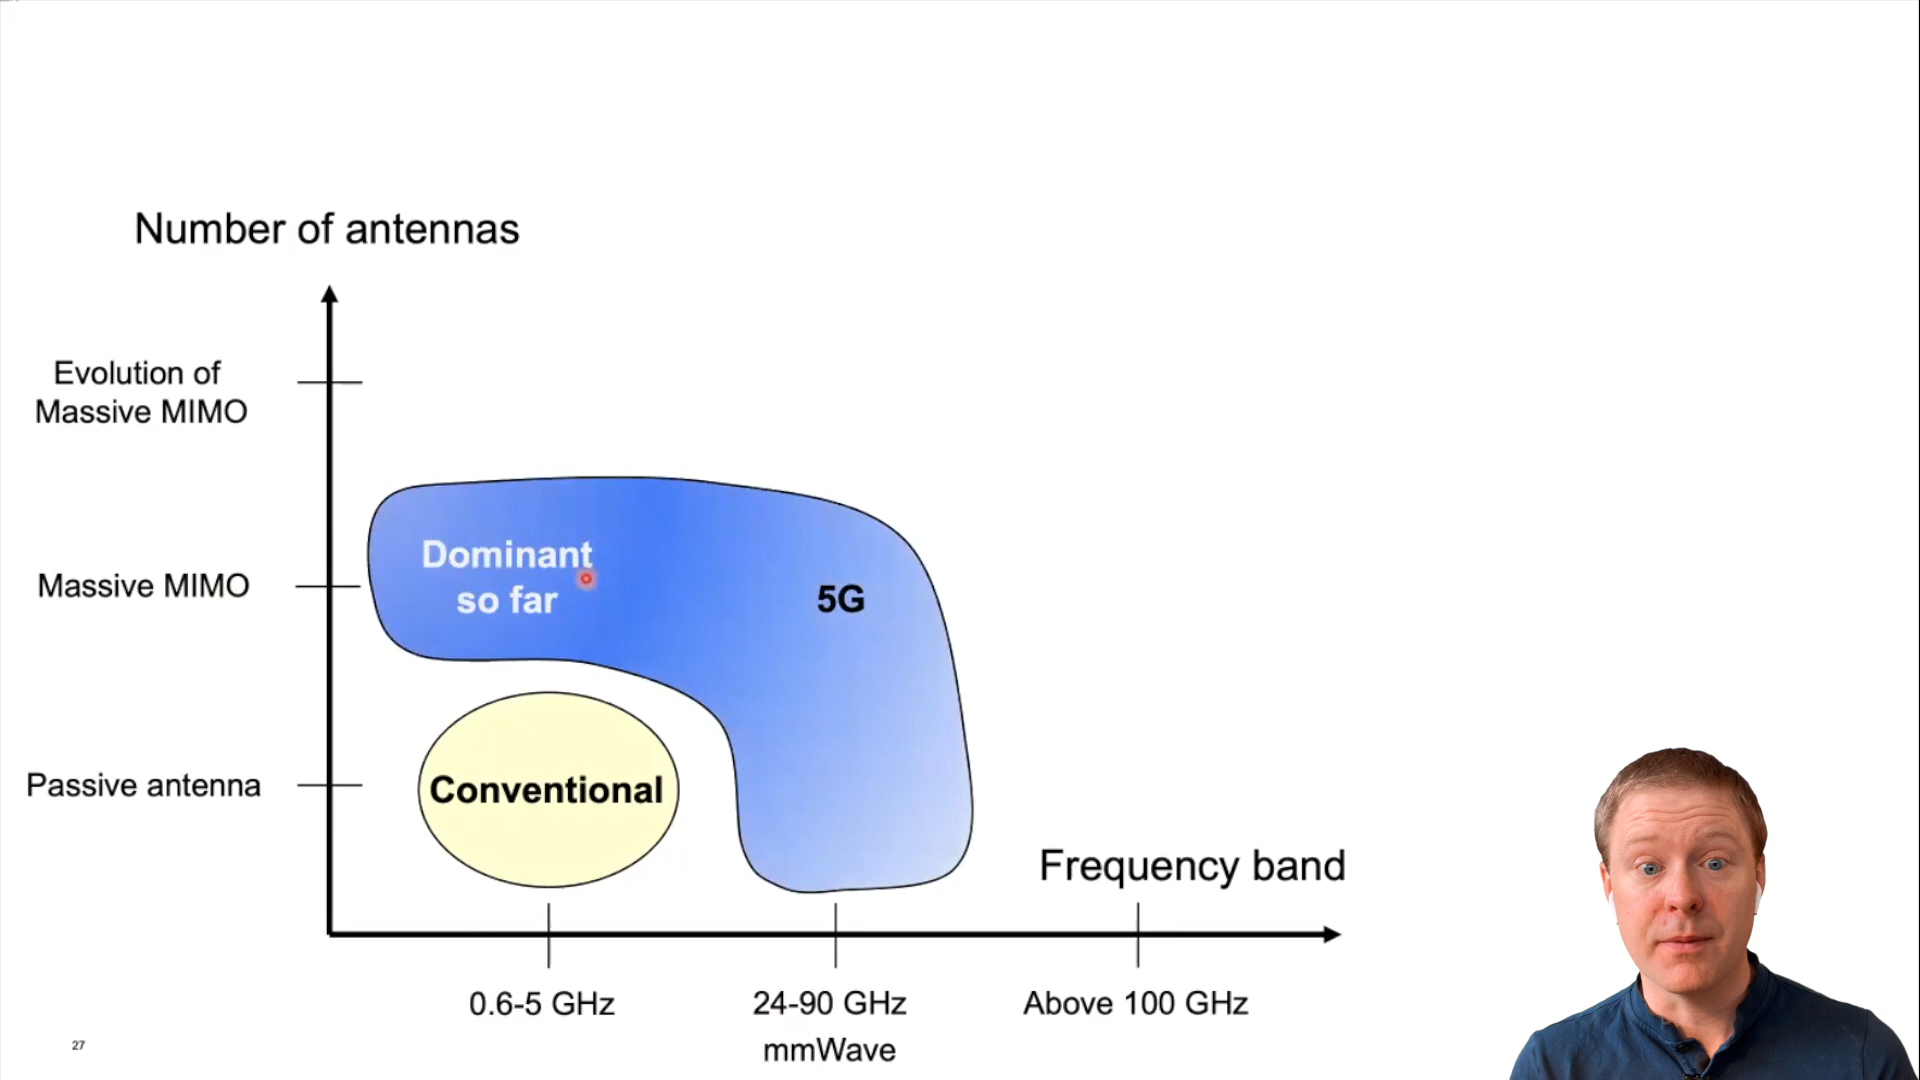 Number of antennas
Evolution of
Massive MIMO
Dominant
so far
5G
Massive MIMO
Conventional
Passive antenna
Frequency band
0.6-5 GHz
24-90 GHz
mmWave
Above 100 GHz
27